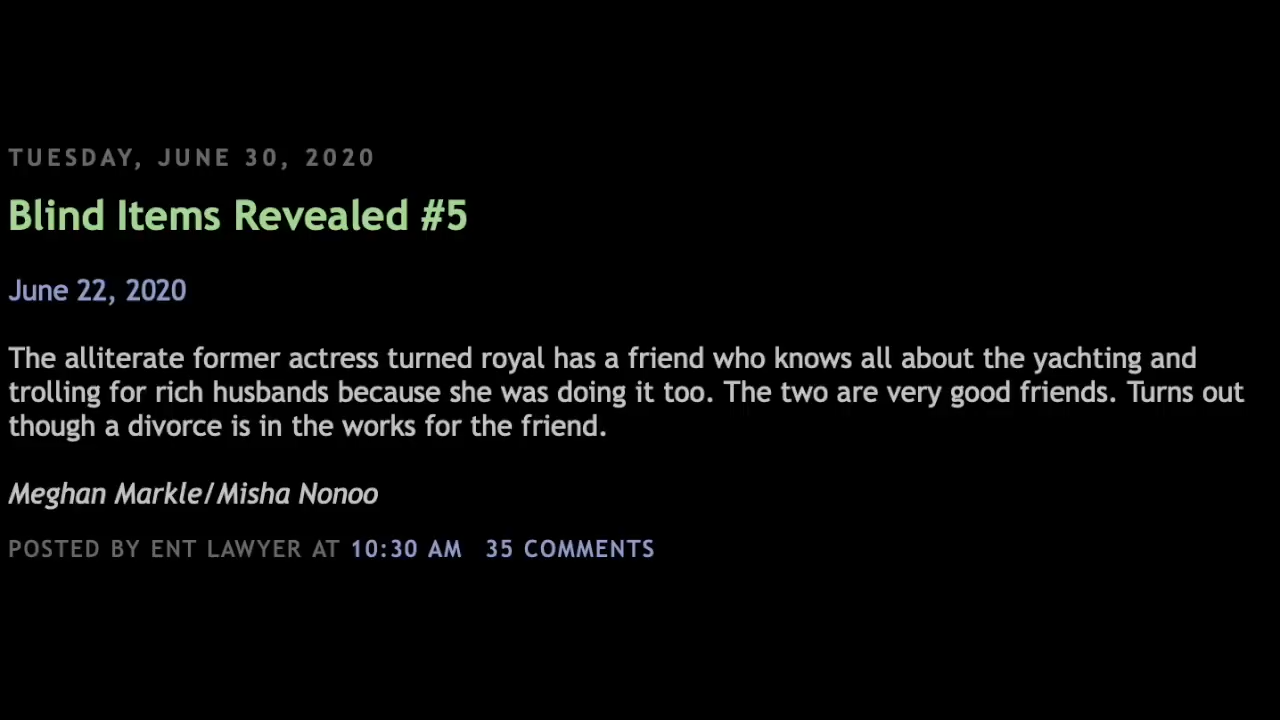 TUESDAY, JUNE 30, 2020
Blind Items Revealed #5
June 22, 2020
The alliterate former actress turned royal has a friend who knows all about the yachting and
trolling for rich husbands because she was doing it too. The two are very good friends. Turns out
though a divorce is in the works for the friend.
Meghan Markle/Misha Nonoo
POSTED BY ENT LAWYER AT 10:30 AM 35 COMMENTS